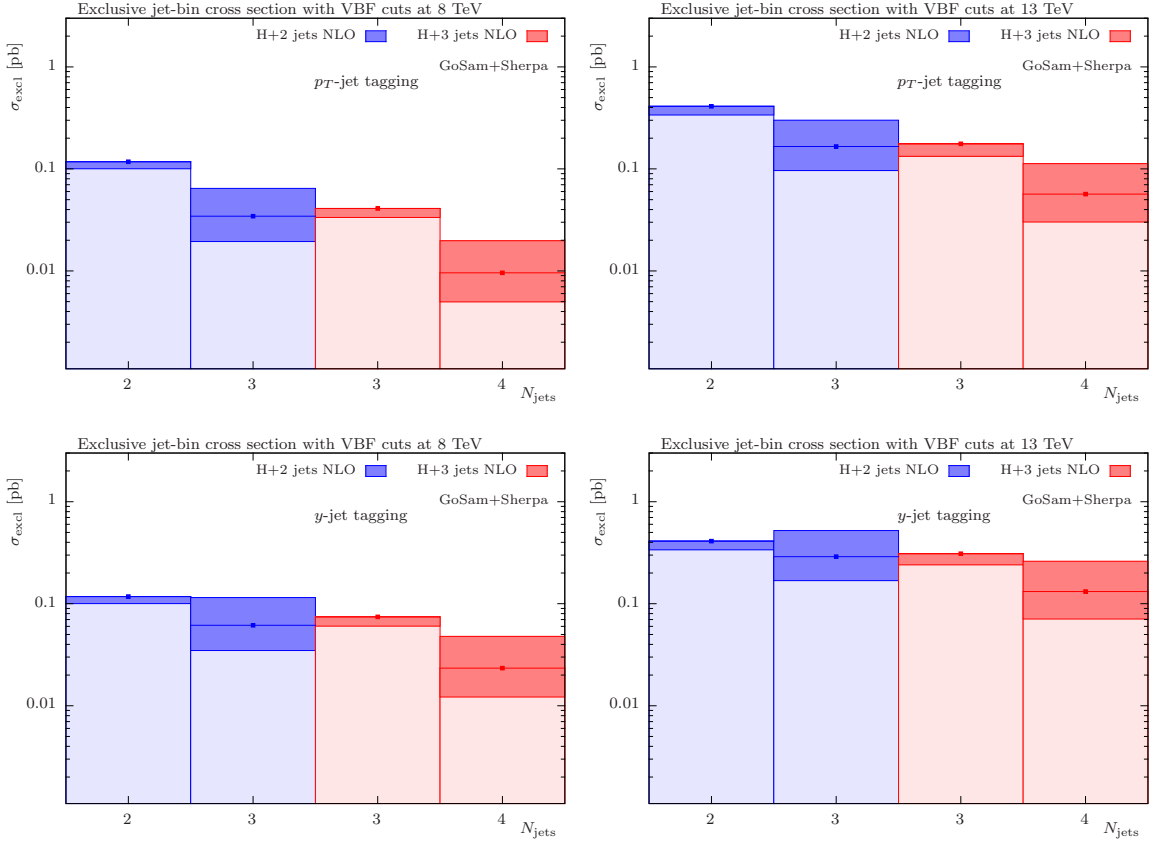 Exclusive jet-bin cross section with VBF cuts at 8 TeV
H+2 jets NLO
H+3 jets NLO
GoSam+Sherpa
p_T-jet tagging
σ_excl [pb]
1
0.1
0.01
2
3
3
4
N_jets
Exclusive jet-bin cross section with VBF cuts at 13 TeV
H+2 jets NLO
H+3 jets NLO
GoSam+Sherpa
p_T-jet tagging
σ_excl [pb]
1
0.1
0.01
2
3
3
4
N_jets
Exclusive jet-bin cross section with VBF cuts at 8 TeV
H+2 jets NLO
H+3 jets NLO
GoSam+Sherpa
y-jet tagging
σ_excl [pb]
1
0.1
0.01
2
3
3
4
N_jets
Exclusive jet-bin cross section with VBF cuts at 13 TeV
H+2 jets NLO
H+3 jets NLO
GoSam+Sherpa
y-jet tagging
σ_excl [pb]
1
0.1
0.01
2
3
3
4
N_jets